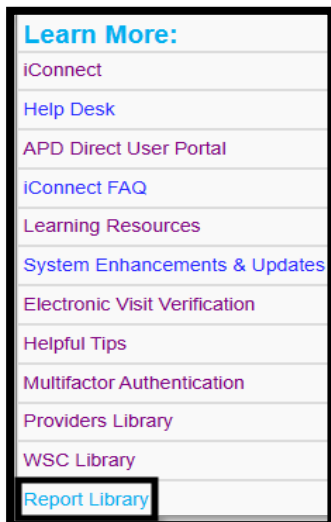 Learn More:
iConnect
Help Desk
APD Direct User Portal
iConnect FAQ
Learning Resources
System Enhancements & Updates
Electronic Visit Verification
Helpful Tips
Multifactor Authentication
Providers Library
WSC Library
Report Library